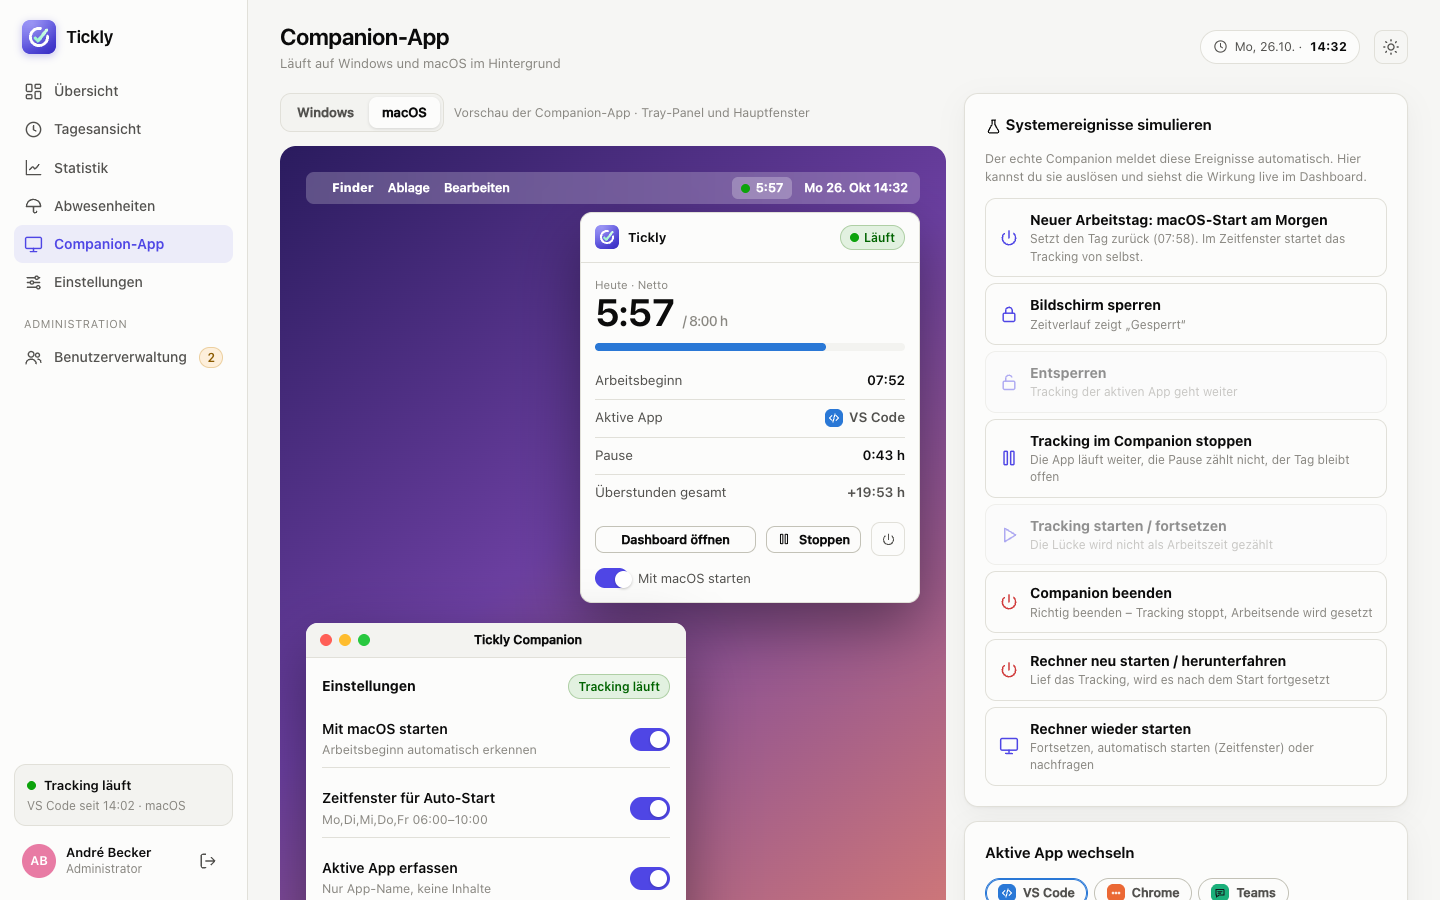 Tickly
Übersicht
Tagesansicht
Statistik
Abwesenheiten
Companion-App
Einstellungen
ADMINISTRATION
Benutzerverwaltung 2
Tracking läuft
VS Code seit 14:02 · macOS
AB
André Becker
Administrator
Companion-App
Läuft auf Windows und macOS im Hintergrund
Mo, 26.10. · 14:32
Windows macOS Vorschau der Companion-App · Tray-Panel und Hauptfenster
Finder Ablage Bearbeiten 5:57 Mo 26. Okt 14:32
Tickly Läuft
Heute · Netto
5:57 / 8:00 h
Arbeitsbeginn 07:52
Aktive App VS Code
Pause 0:43 h
Überstunden gesamt +19:53 h
Dashboard öffnen Stoppen
Mit macOS starten
Tickly Companion
Einstellungen Tracking läuft
Mit macOS starten
Arbeitsbeginn automatisch erkennen
Zeitfenster für Auto-Start
Mo,Di,Mi,Do,Fr 06:00–10:00
Aktive App erfassen
Nur App-Name, keine Inhalte
Systemereignisse simulieren
Der echte Companion meldet diese Ereignisse automatisch. Hier
kannst du sie auslösen und siehst die Wirkung live im Dashboard.
Neuer Arbeitstag: macOS-Start am Morgen
Setzt den Tag zurück (07:58). Im Zeitfenster startet das
Tracking von selbst.
Bildschirm sperren
Zeitverlauf zeigt „Gesperrt“
Entsperren
Tracking der aktiven App geht weiter
Tracking im Companion stoppen
Die App läuft weiter, die Pause zählt nicht, der Tag bleibt
offen
Tracking starten / fortsetzen
Die Lücke wird nicht als Arbeitszeit gezählt
Companion beenden
Richtig beenden – Tracking stoppt, Arbeitsende wird gesetzt
Rechner neu starten / herunterfahren
Lief das Tracking, wird es nach dem Start fortgesetzt
Rechner wieder starten
Fortsetzen, automatisch starten (Zeitfenster) oder
nachfragen
Aktive App wechseln
VS Code Chrome Teams